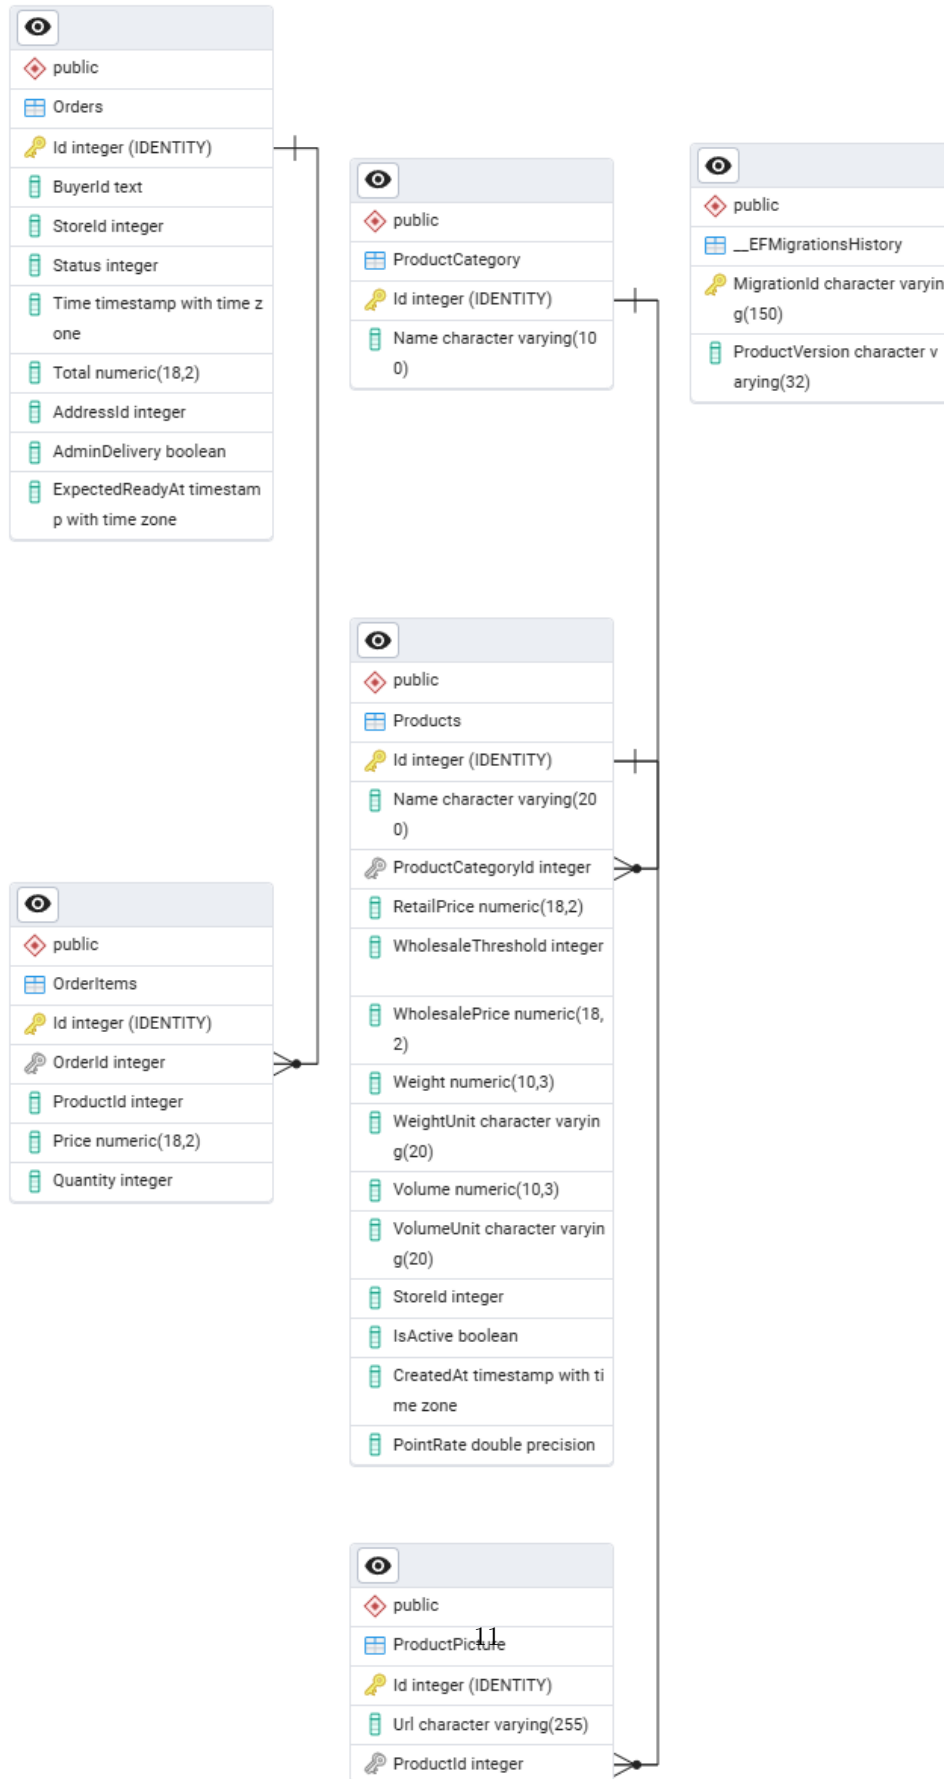 public
Orders
Id integer (IDENTITY)
BuyerId text
StoreId integer
Status integer
Time timestamp with time z
one
Total numeric(18,2)
AddressId integer
AdminDelivery boolean
ExpectedReadyAt timestam
p with time zone
public
ProductCategory
Id integer (IDENTITY)
Name character varying(10
0)
public
__EFMigrationsHistory
MigrationId character varyin
g(150)
ProductVersion character v
arying(32)
public
Products
Id integer (IDENTITY)
Name character varying(20
0)
ProductCategoryId integer
RetailPrice numeric(18,2)
WholesaleThreshold integer
WholesalePrice numeric(18,
2)
Weight numeric(10,3)
WeightUnit character varyin
g(20)
Volume numeric(10,3)
VolumeUnit character varyin
g(20)
StoreId integer
IsActive boolean
CreatedAt timestamp with ti
me zone
PointRate double precision
public
OrderItems
Id integer (IDENTITY)
OrderId integer
ProductId integer
Price numeric(18,2)
Quantity integer
public
ProductPicture
Id integer (IDENTITY)
Url character varying(255)
ProductId integer
11